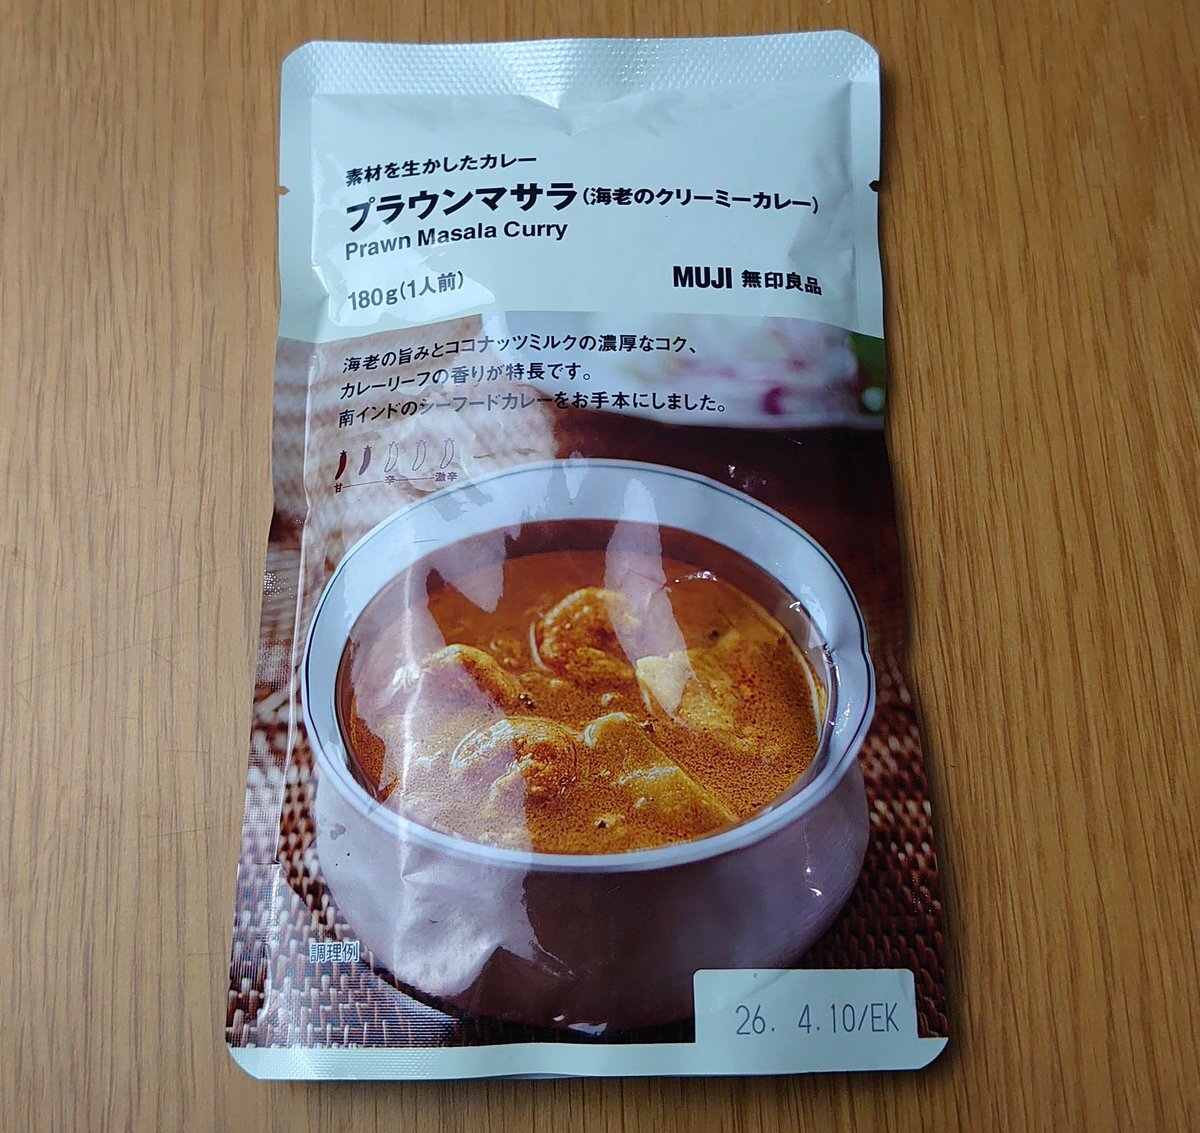 素材を生かしたカレー
プラウンマサラ(海老のクリーミーカレー)
Prawn Masala Curry
180g(1人前)
MUJI 無印良品
海老の旨みとココナッツミルクの濃厚なコク、
カレーリーフの香りが特長です。
南インドのシーフードカレーをお手本にしました。
甘 辛 激辛
調理例
26. 4.10/EK